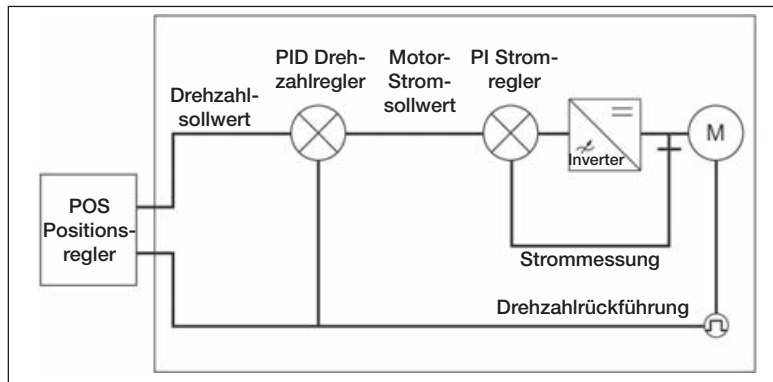 PID Dreh-
zahlregler
Motor-
Strom-
sollwert
PI Strom-
regler
Drehzahl-
sollwert
Inverter
M
POS
Positions-
regler
Strommessung
Drehzahlrückführung